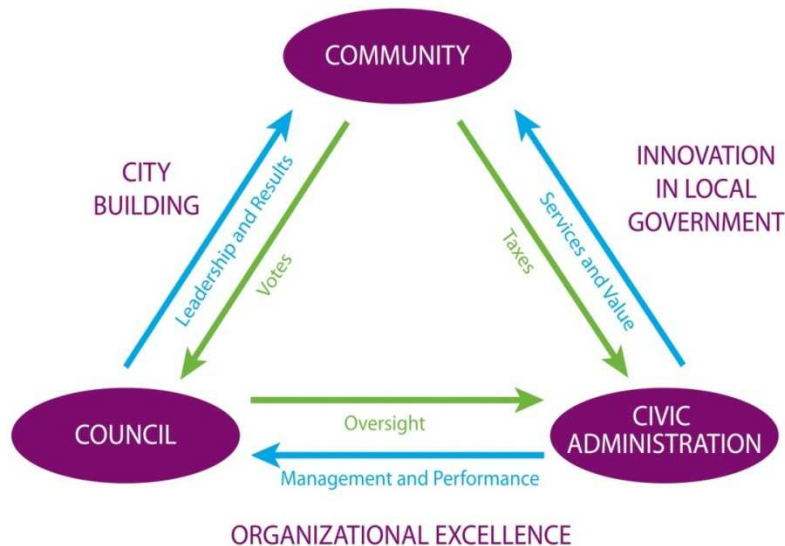 COMMUNITY
CITY
BUILDING
INNOVATION
IN LOCAL
GOVERNMENT
Leadership and Results
Votes
Taxes
Services and Value
COUNCIL
Oversight
CIVIC
ADMINISTRATION
Management and Performance
ORGANIZATIONAL EXCELLENCE